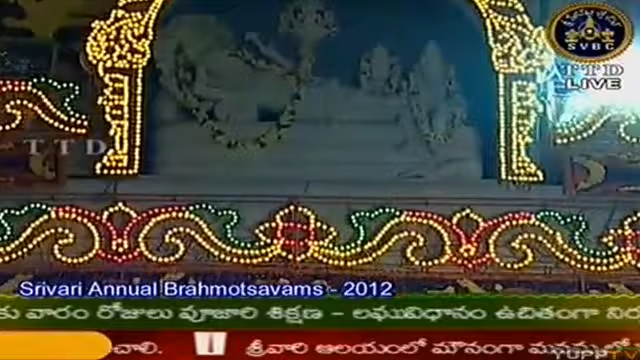 SVBC
TTD
LIVE
TTD
Srivari Annual Brahmotsavams - 2012
కు వారం రోజులు పూజారి శిక్షణ – లఘువిధానం ఉచితంగా
చాలి. శ్రీవారి ఆలయంలో మౌనంగా